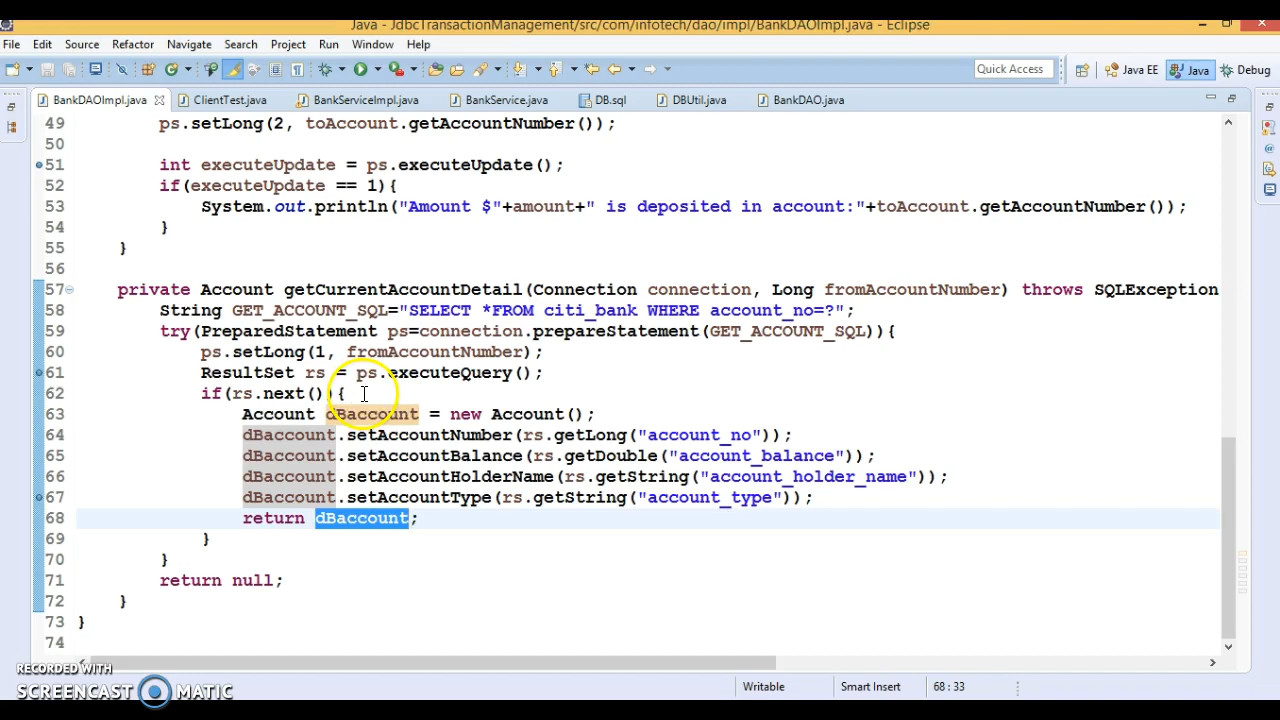 Java - JdbcTransactionManagement/src/com/infotech/dao/impl/BankDAOImpl.java - Eclipse
File Edit Source Refactor Navigate Search Project Run Window Help
Quick Access Java EE Java Debug
BankDAOImpl.java ClientTest.java BankServiceImpl.java BankService.java DB.sql DBUtil.java BankDAO.java
49 ps.setLong(2, toAccount.getAccountNumber());
50
51 int executeUpdate = ps.executeUpdate();
52 if(executeUpdate == 1){
53 System.out.println("Amount $"+amount+" is deposited in account:"+toAccount.getAccountNumber());
54 }
55 }
56
57 private Account getCurrentAccountDetail(Connection connection, Long fromAccountNumber) throws SQLException
58 String GET_ACCOUNT_SQL="SELECT *FROM citi_bank WHERE account_no=?";
59 try(PreparedStatement ps=connection.prepareStatement(GET_ACCOUNT_SQL)){
60 ps.setLong(1, fromAccountNumber);
61 ResultSet rs = ps.executeQuery();
62 if(rs.next()){
63 Account dBaccount = new Account();
64 dBaccount.setAccountNumber(rs.getLong("account_no"));
65 dBaccount.setAccountBalance(rs.getDouble("account_balance"));
66 dBaccount.setAccountHolderName(rs.getString("account_holder_name"));
67 dBaccount.setAccountType(rs.getString("account_type"));
68 return dBaccount;
69 }
70 }
71 return null;
72 }
73 }
74
RECORDED WITH
SCREENCAST MATIC
Writable Smart Insert 68 : 33